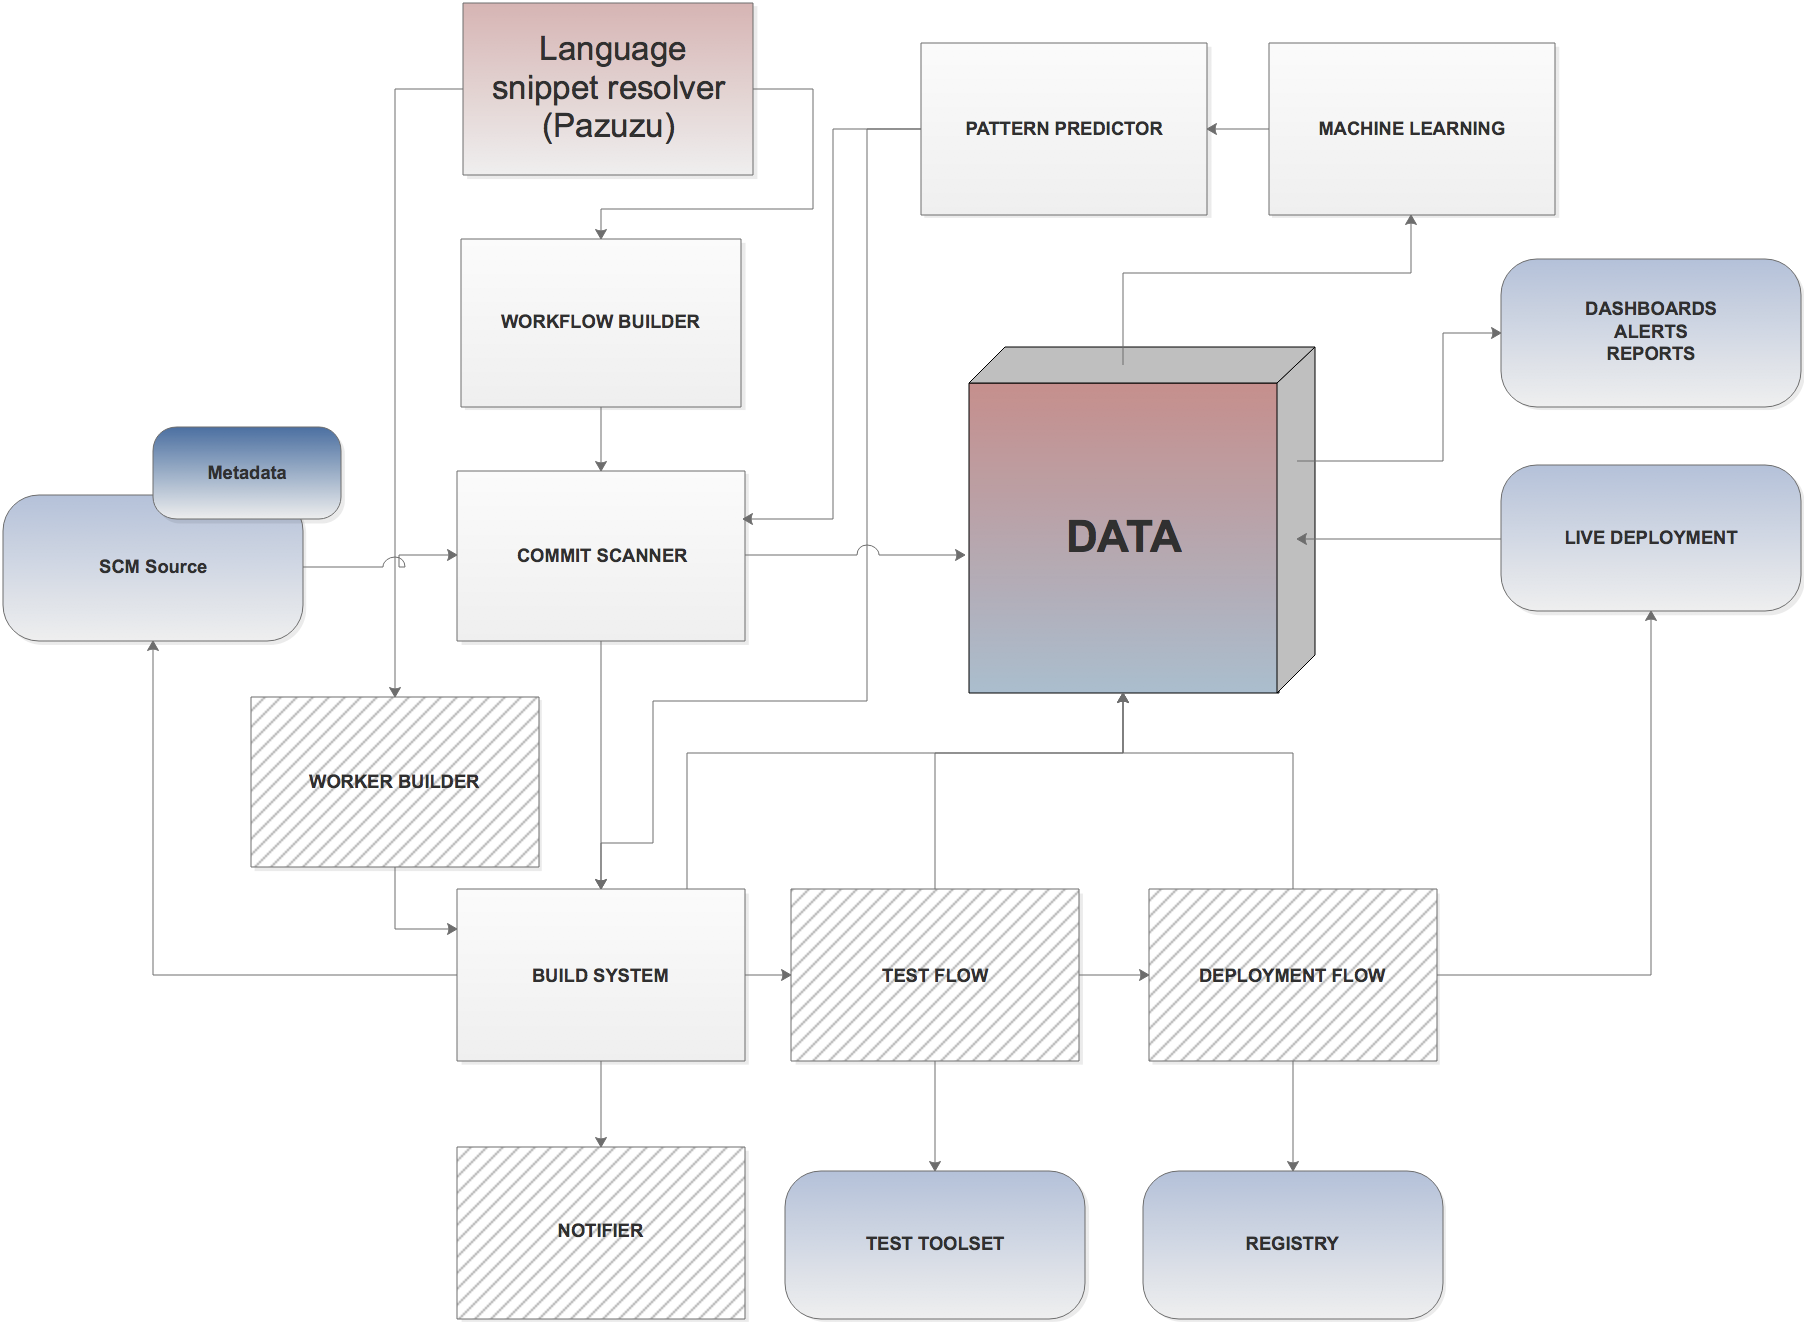 Language
snippet resolver
(Pazuzu)
PATTERN PREDICTOR
MACHINE LEARNING
WORKFLOW BUILDER
DASHBOARDS
ALERTS
REPORTS
Metadata
SCM Source
COMMIT SCANNER
DATA
LIVE DEPLOYMENT
WORKER BUILDER
BUILD SYSTEM
TEST FLOW
DEPLOYMENT FLOW
NOTIFIER
TEST TOOLSET
REGISTRY